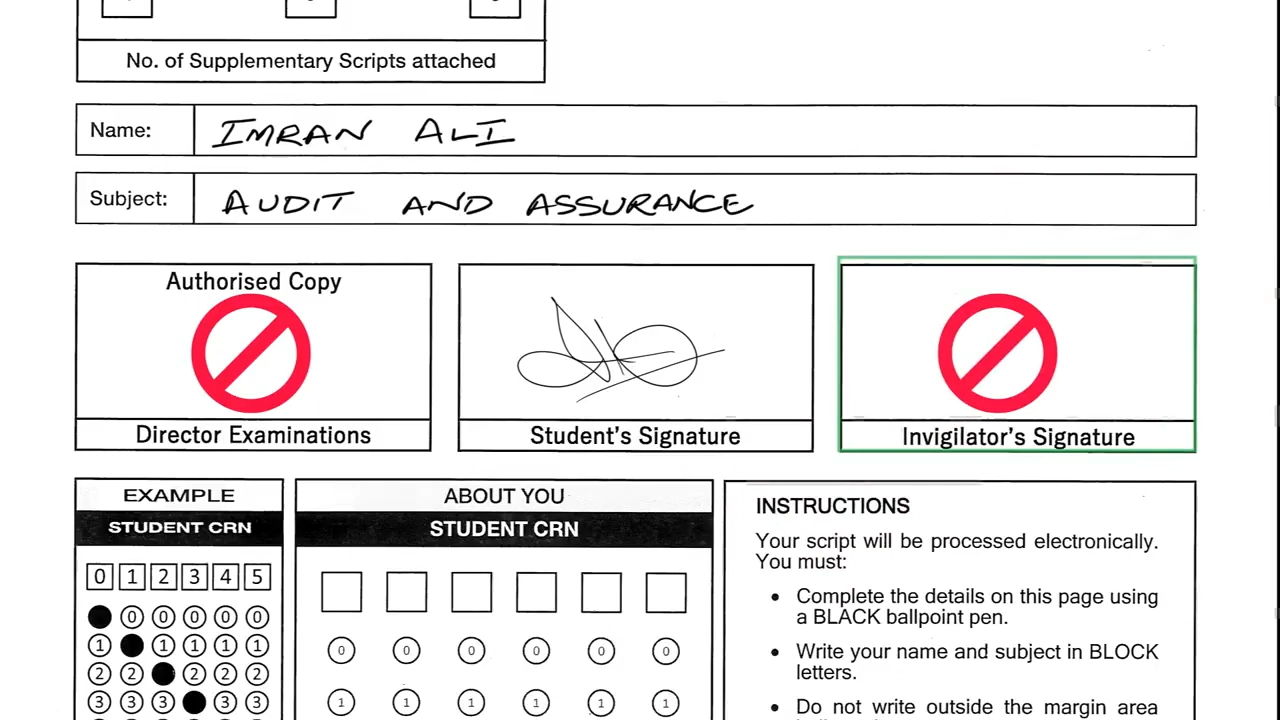 No. of Supplementary Scripts attached
Name: IMRAN ALI
Subject: AUDIT AND ASSURANCE
Authorised Copy
Director Examinations
Student's Signature
Invigilator's Signature
EXAMPLE
STUDENT CRN
0 1 2 3 4 5
0 0 0 0 0
1 1 1 1 1
2 2 2 2 2
3 3 3 3 3
ABOUT YOU
STUDENT CRN
0 0 0 0 0 0
1 1 1 1 1 1
INSTRUCTIONS
Your script will be processed electronically.
You must:
• Complete the details on this page using
a BLACK ballpoint pen.
• Write your name and subject in BLOCK
letters.
• Do not write outside the margin area